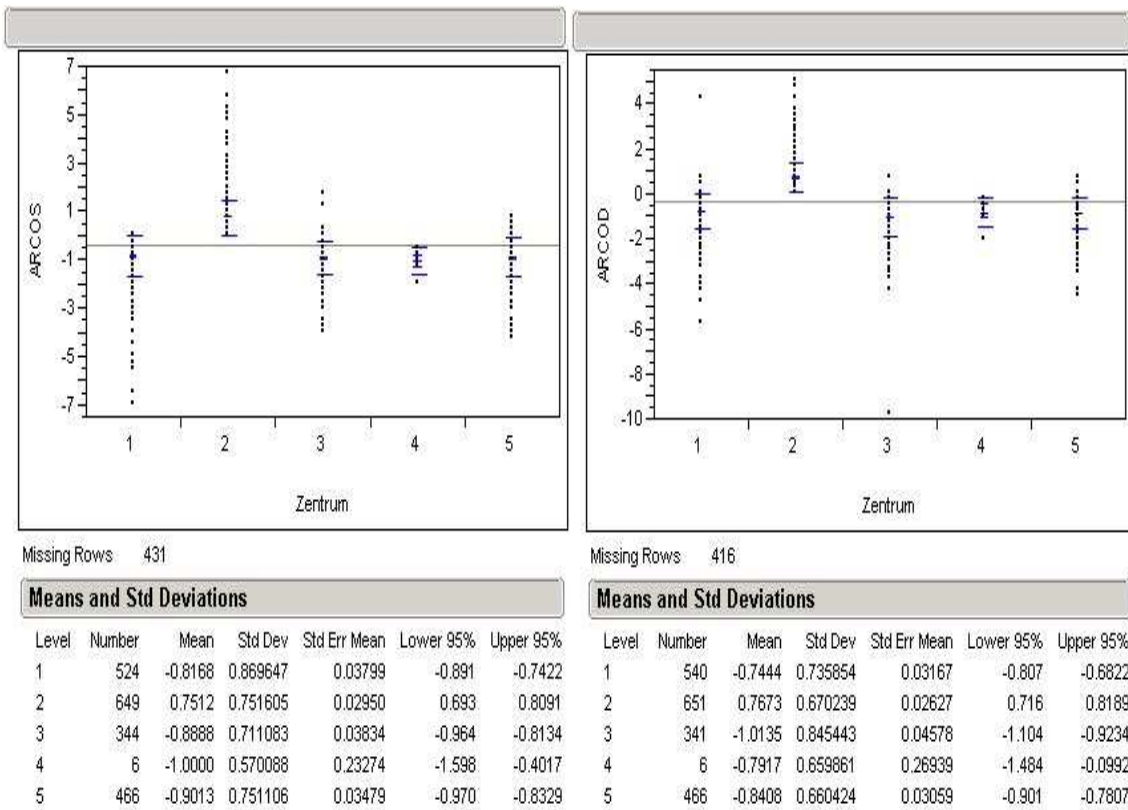 7
5
3
1
-1
-3
-5
-7
ARCOS
1 2 3 4 5
Zentrum
Missing Rows 431
Means and Std Deviations
Level Number Mean Std Dev Std Err Mean Lower 95% Upper 95%
1 524 -0.8168 0.869647 0.03799 -0.891 -0.7422
2 649 0.7512 0.751605 0.02950 0.693 0.8091
3 344 -0.8888 0.711083 0.03834 -0.964 -0.8134
4 6 -1.0000 0.570088 0.23274 -1.598 -0.4017
5 466 -0.9013 0.751106 0.03479 -0.970 -0.8329
4
2
0
-2
-4
-6
-8
-10
ARCOD
1 2 3 4 5
Zentrum
Missing Rows 416
Means and Std Deviations
Level Number Mean Std Dev Std Err Mean Lower 95% Upper 95%
1 540 -0.7444 0.735854 0.03167 -0.807 -0.6822
2 651 0.7673 0.670239 0.02627 0.716 0.8189
3 341 -1.0135 0.845443 0.04578 -1.104 -0.9234
4 6 -0.7917 0.659861 0.26939 -1.484 -0.0992
5 466 -0.8408 0.660424 0.03059 -0.901 -0.7807